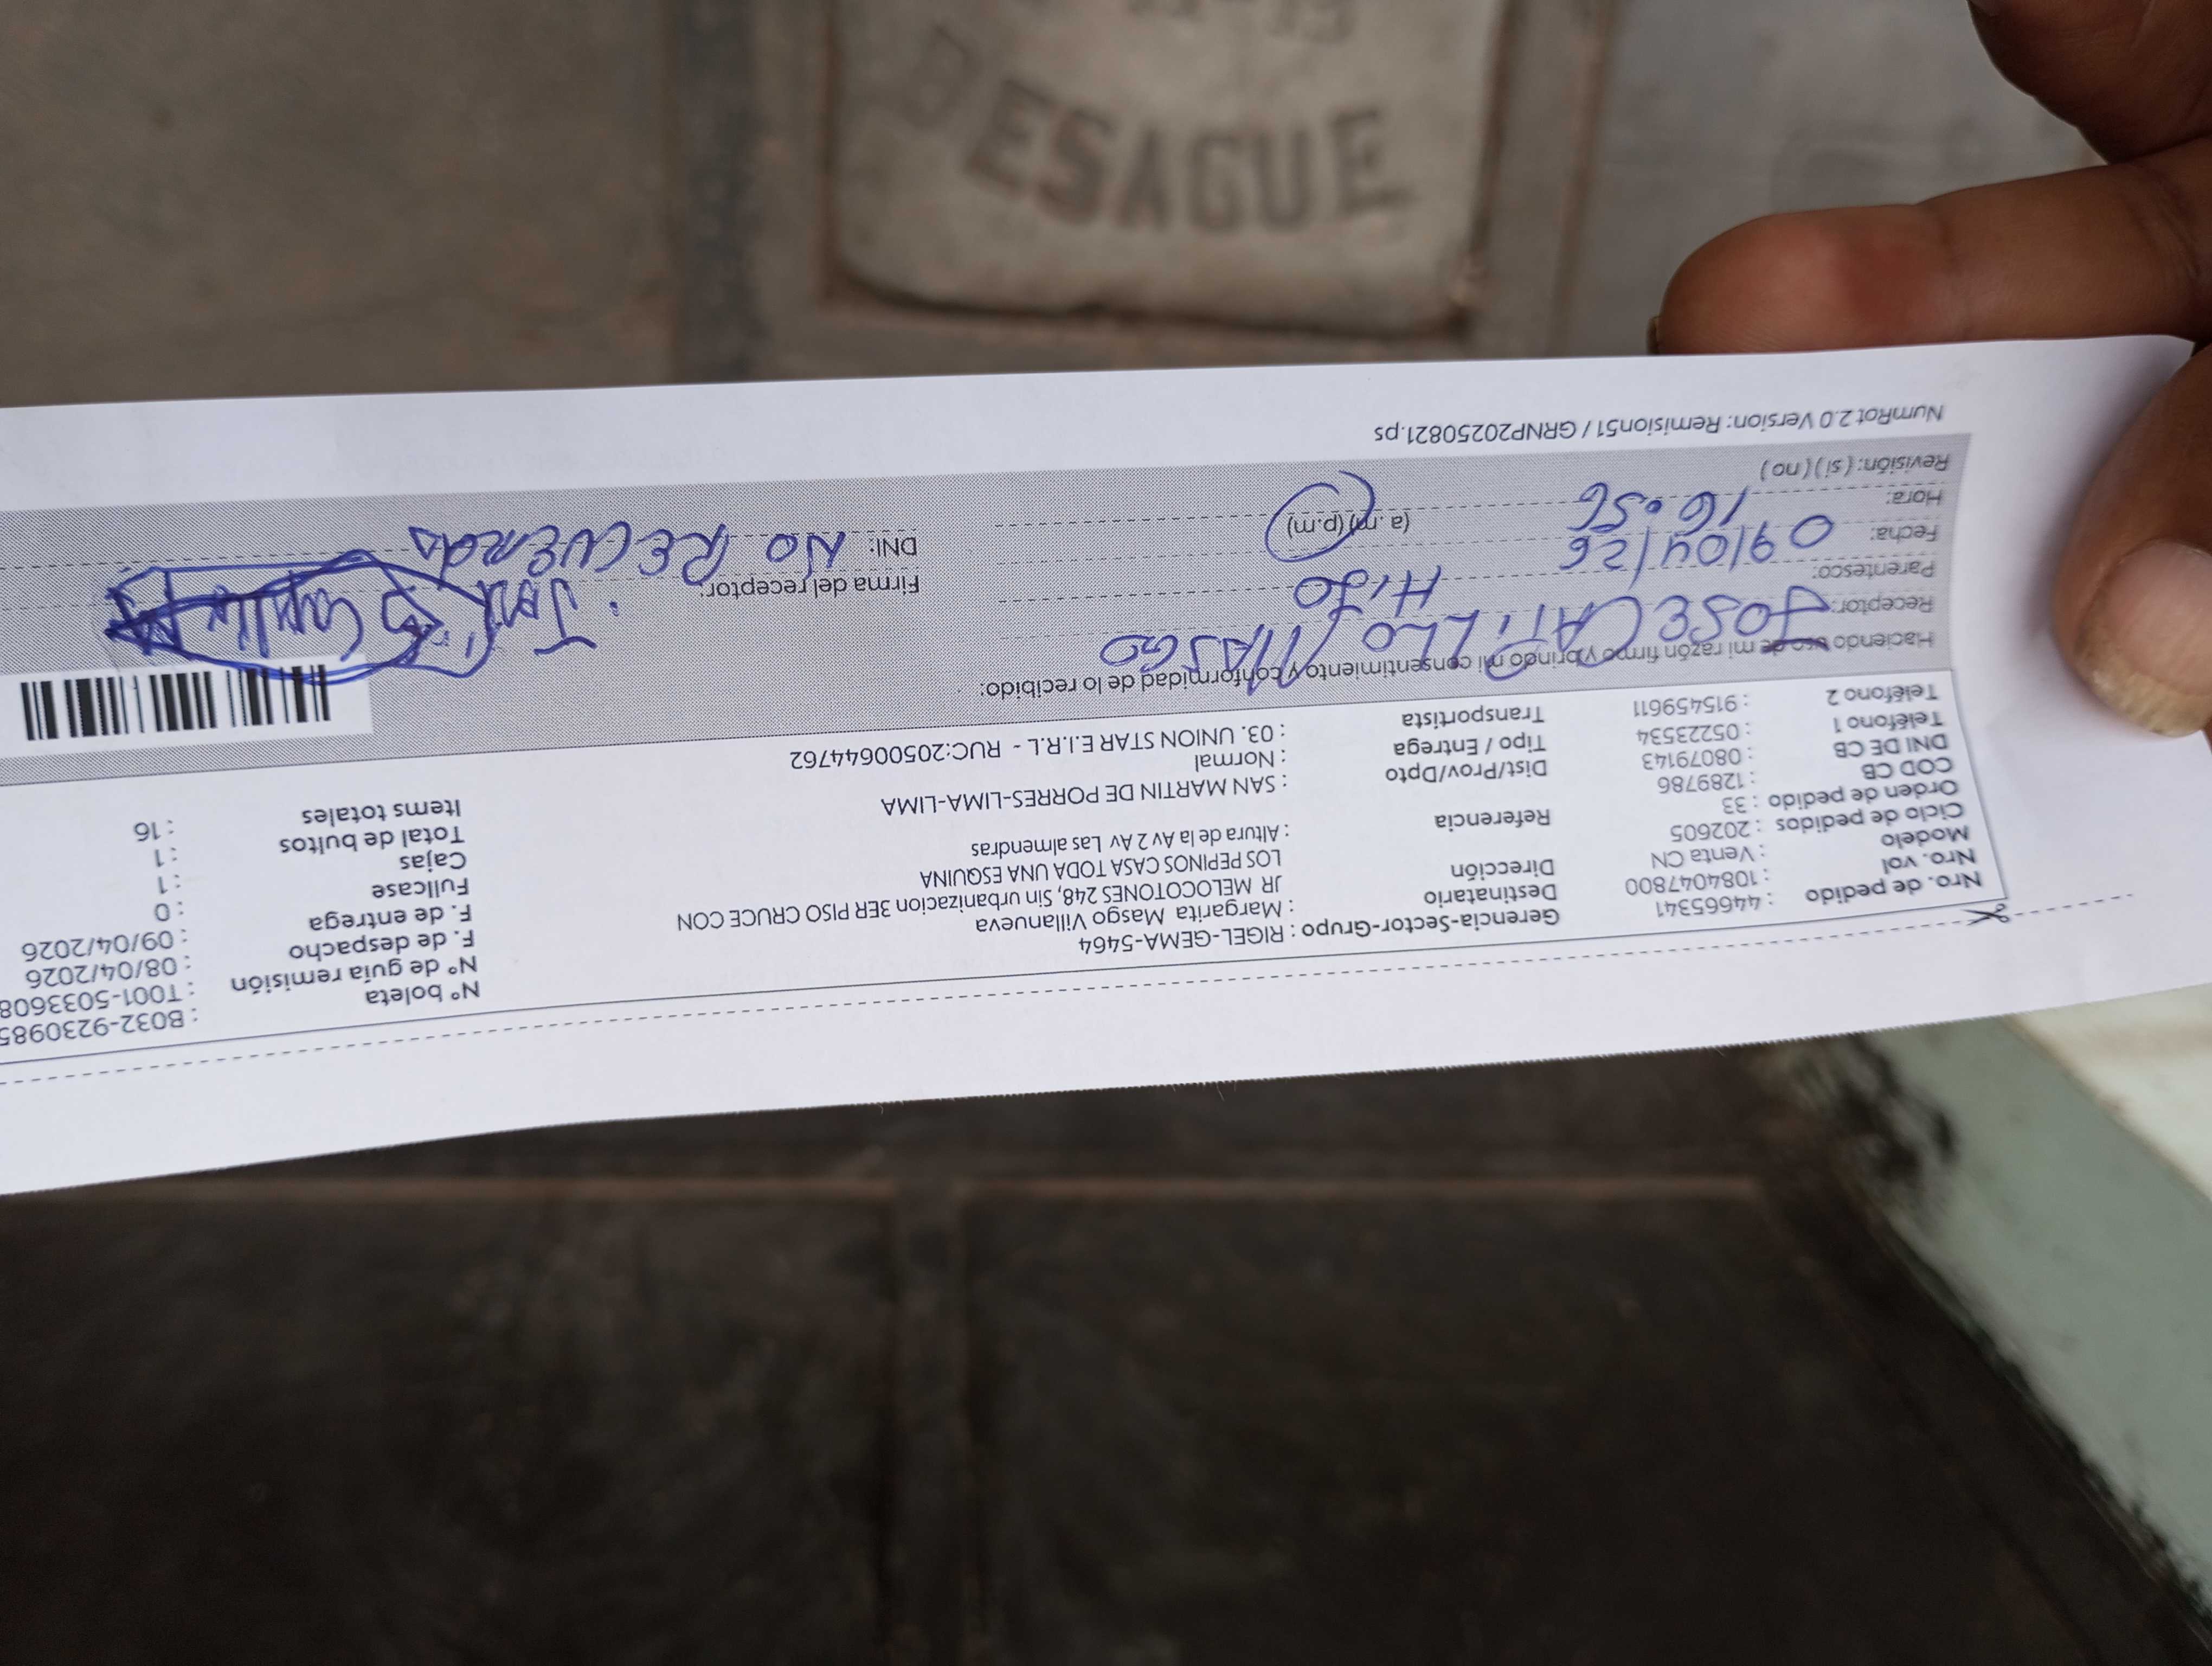 Nro. de pedido : 44665341
Nro. vol : 1084047800
Modelo : Venta CN
Ciclo de pedidos : 202605
Orden de pedido : 33
COD CB : 1289786
DNI DE CB : 08079143
Teléfono 1 : 05223534
Teléfono 2 : 915459611
Gerencia-Sector-Grupo : RIGEL-GEMA-5464
Destinatario : Margarita Masgo Villanueva
Dirección JR MELOCOTONES 248, Sin urbanizacion 3ER PISO CRUCE CON
LOS PEPINOS CASA TODA UNA ESQUINA
Referencia : Altura de la Av 2 Av Las almendras
Dist/Prov/Dpto : SAN MARTIN DE PORRES-LIMA-LIMA
Tipo / Entrega : Normal
Transportista : 03. UNION STAR E.I.R.L - RUC:20500644762
N° boleta : B032-9230985
N° de guía remisión : T001-5033608
F. de despacho : 08/04/2026
F. de entrega : 09/04/2026
Fullcase : 0
Cajas : 1
Total de bultos : 1
Items totales : 16
Haciendo uso de mi razón firmo y brindo mi consentimiento y conformidad de lo recibido:
Receptor: JOSE CAPILLO MASGO
Parentesco: HiJO
Fecha: 09/04/26
Hora: 16:56 (a.m) (p.m)
Revisión: ( si ) ( no )
Firma del receptor:
DNI: NO RECUERDA
NumRot 2.0 Version: Remision51 / GRNP20250821.ps
DESAGUE